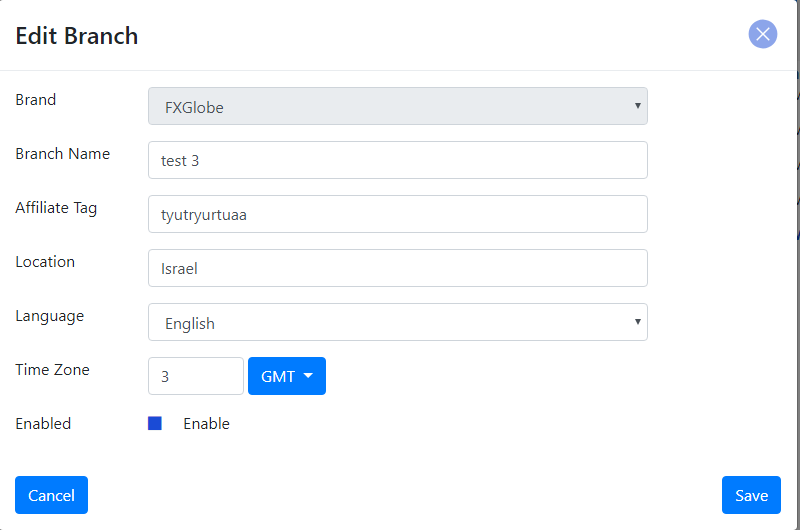 Edit Branch
Brand FXGlobe
Branch Name test 3
Affiliate Tag tyutryurtuaa
Location Israel
Language English
Time Zone 3 GMT
Enabled Enable
Cancel Save